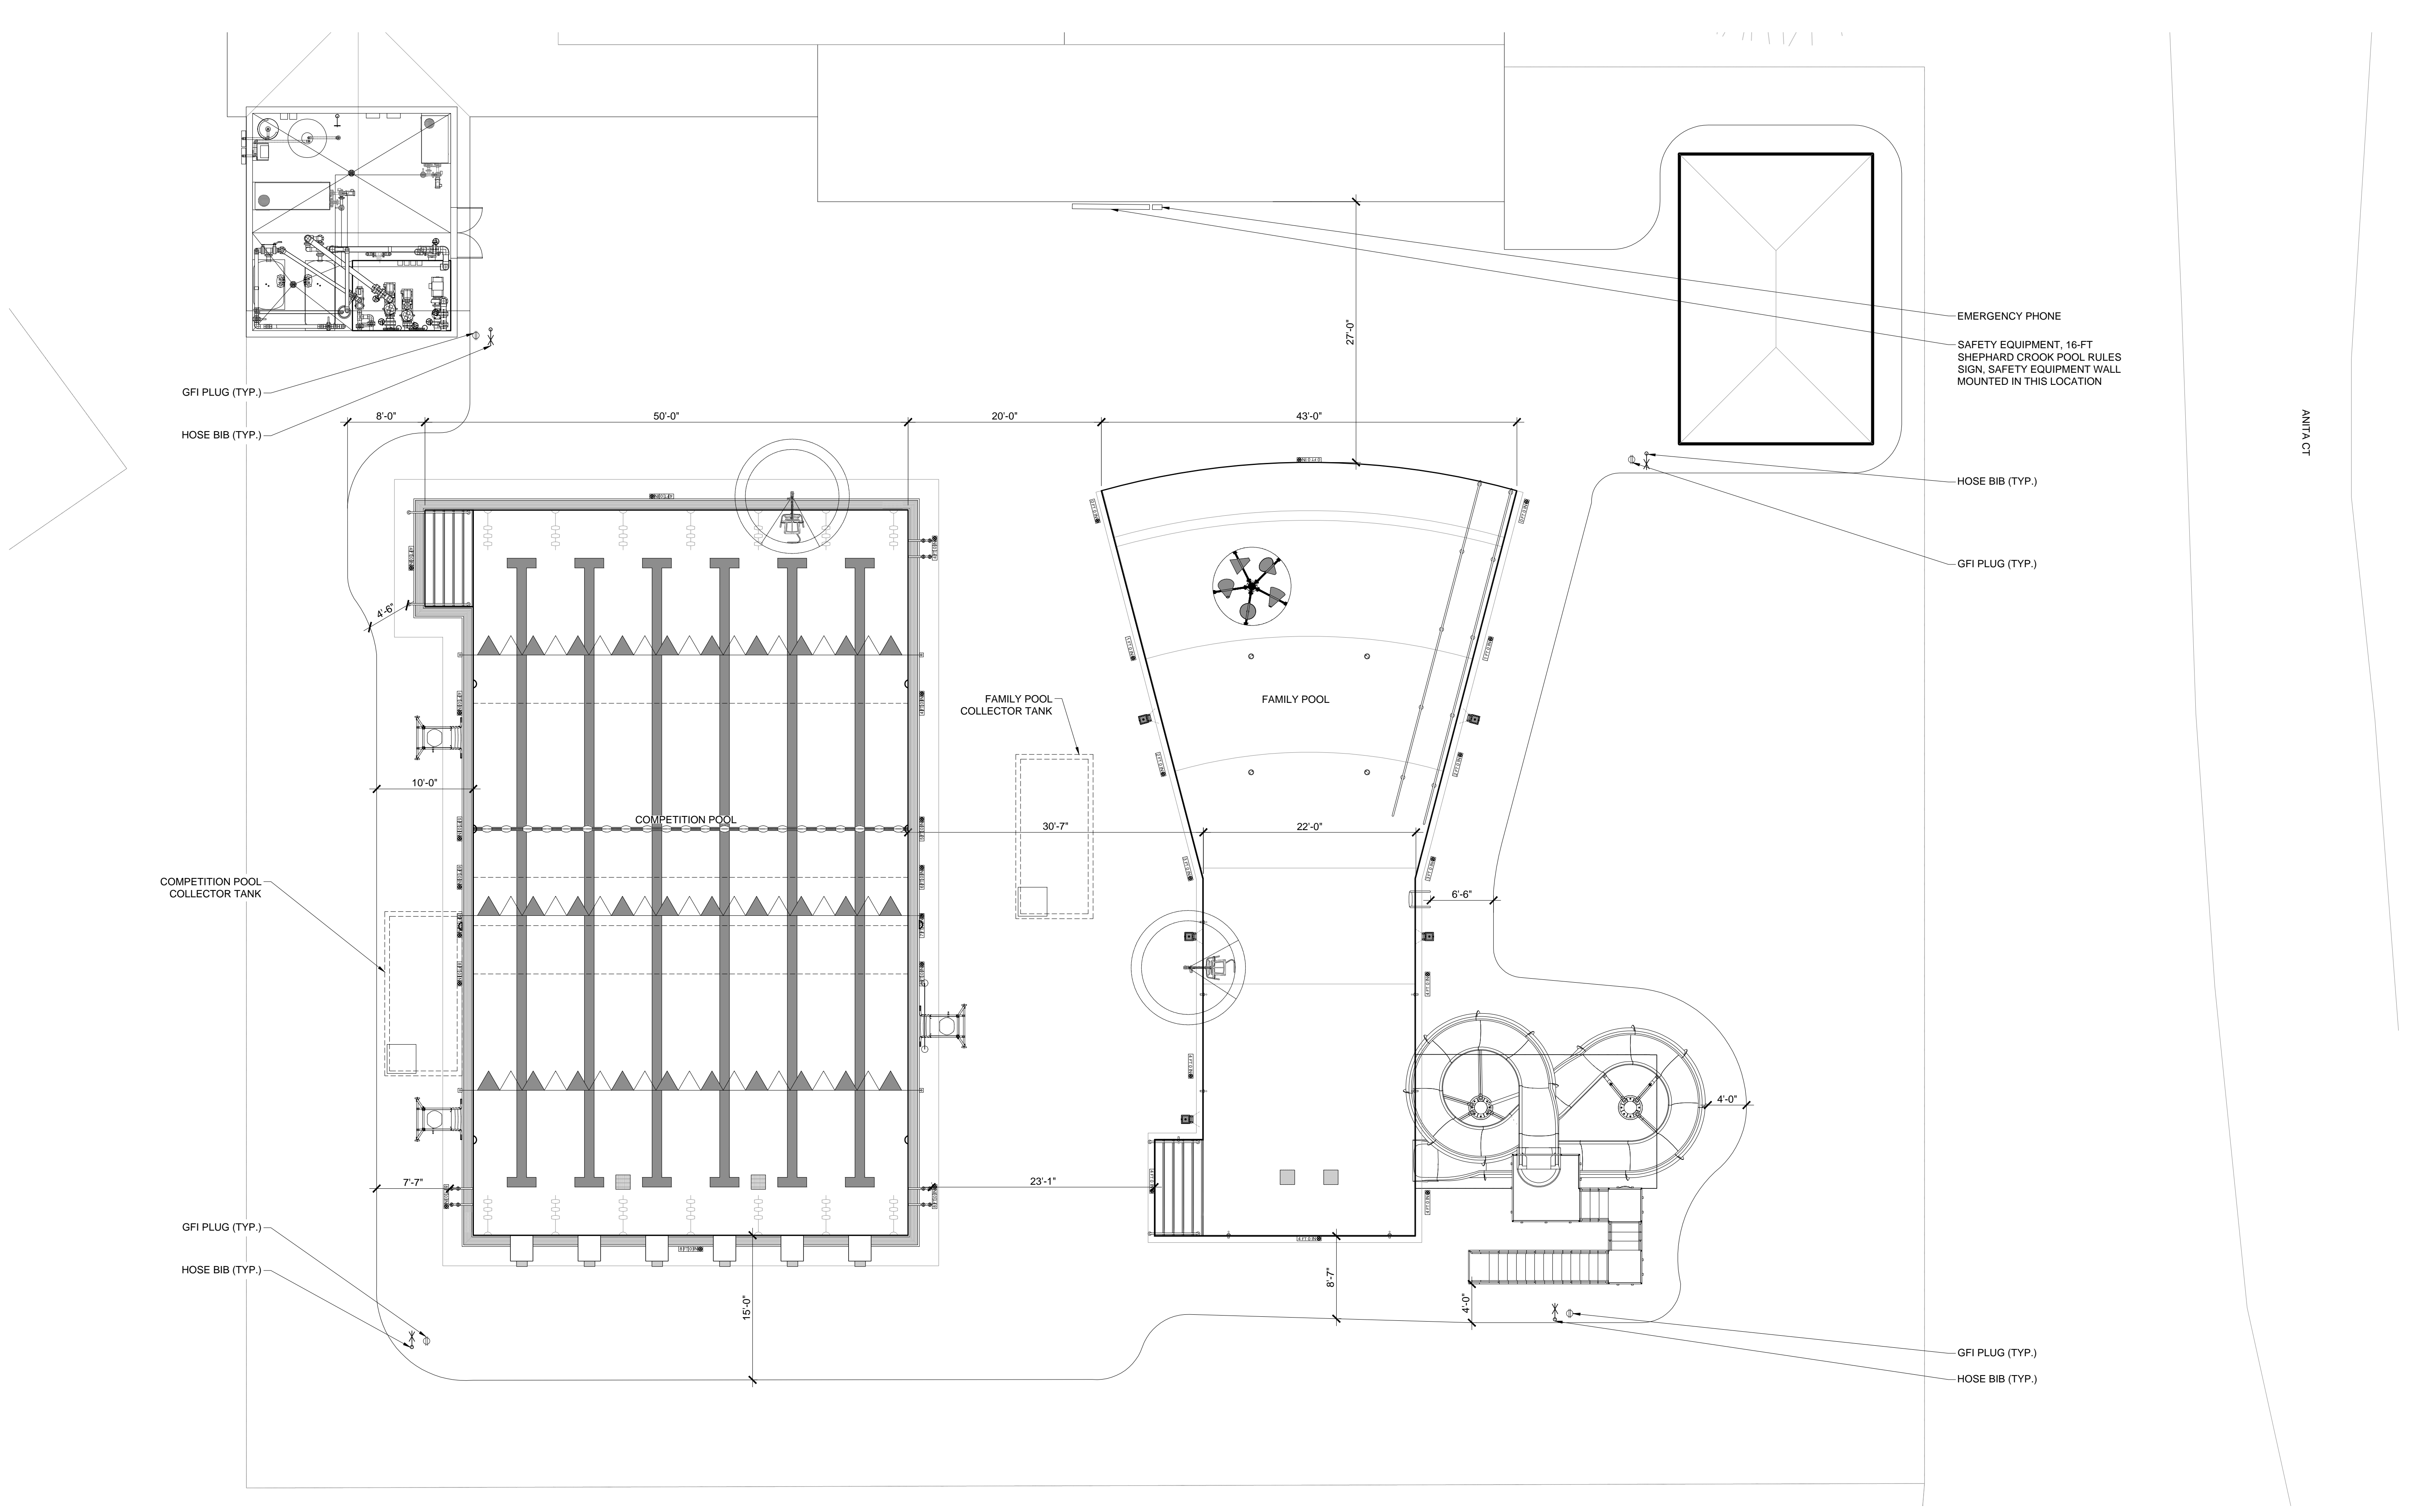 EMERGENCY PHONE
SAFETY EQUIPMENT, 16-FT
SHEPHARD CROOK POOL RULES
SIGN, SAFETY EQUIPMENT WALL
MOUNTED IN THIS LOCATION
27'-0"
GFI PLUG (TYP.)
HOSE BIB (TYP.)
8'-0"
50'-0"
20'-0"
43'-0"
ANITA CT
HOSE BIB (TYP.)
GFI PLUG (TYP.)
4'-6"
FAMILY POOL
COLLECTOR TANK
FAMILY POOL
10'-0"
COMPETITION POOL
30'-7"
22'-0"
COMPETITION POOL
COLLECTOR TANK
6'-6"
4'-0"
7'-7"
23'-1"
GFI PLUG (TYP.)
HOSE BIB (TYP.)
15'-0"
8'-7"
4'-0"
GFI PLUG (TYP.)
HOSE BIB (TYP.)